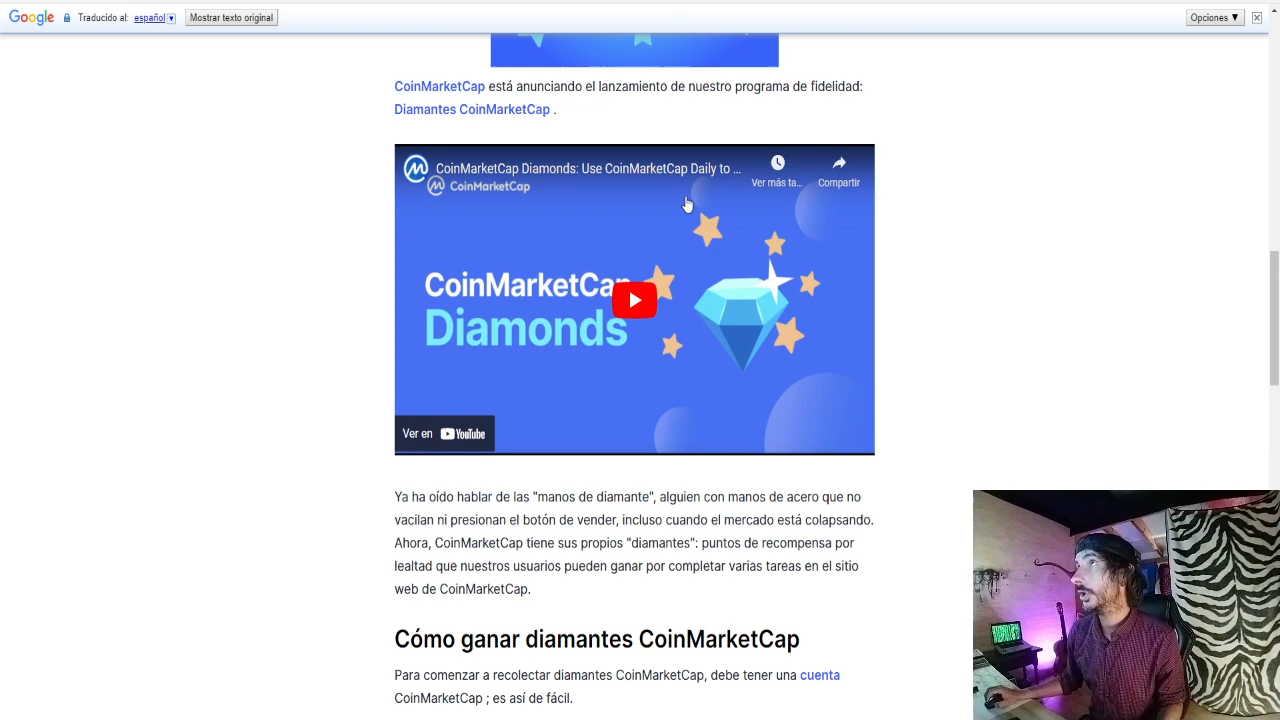 Google Traducido al: español ▼ Mostrar texto original Opciones ▼
CoinMarketCap está anunciando el lanzamiento de nuestro programa de fidelidad:
Diamantes CoinMarketCap .
CoinMarketCap Diamonds: Use CoinMarketCap Daily to ...
CoinMarketCap
Ver más ta... Compartir
CoinMarketCap
Diamonds
Ver en YouTube
Ya ha oído hablar de las "manos de diamante", alguien con manos de acero que no
vacilan ni presionan el botón de vender, incluso cuando el mercado está colapsando.
Ahora, CoinMarketCap tiene sus propios "diamantes": puntos de recompensa por
lealtad que nuestros usuarios pueden ganar por completar varias tareas en el sitio
web de CoinMarketCap.
Cómo ganar diamantes CoinMarketCap
Para comenzar a recolectar diamantes CoinMarketCap, debe tener una cuenta
CoinMarketCap ; es así de fácil.